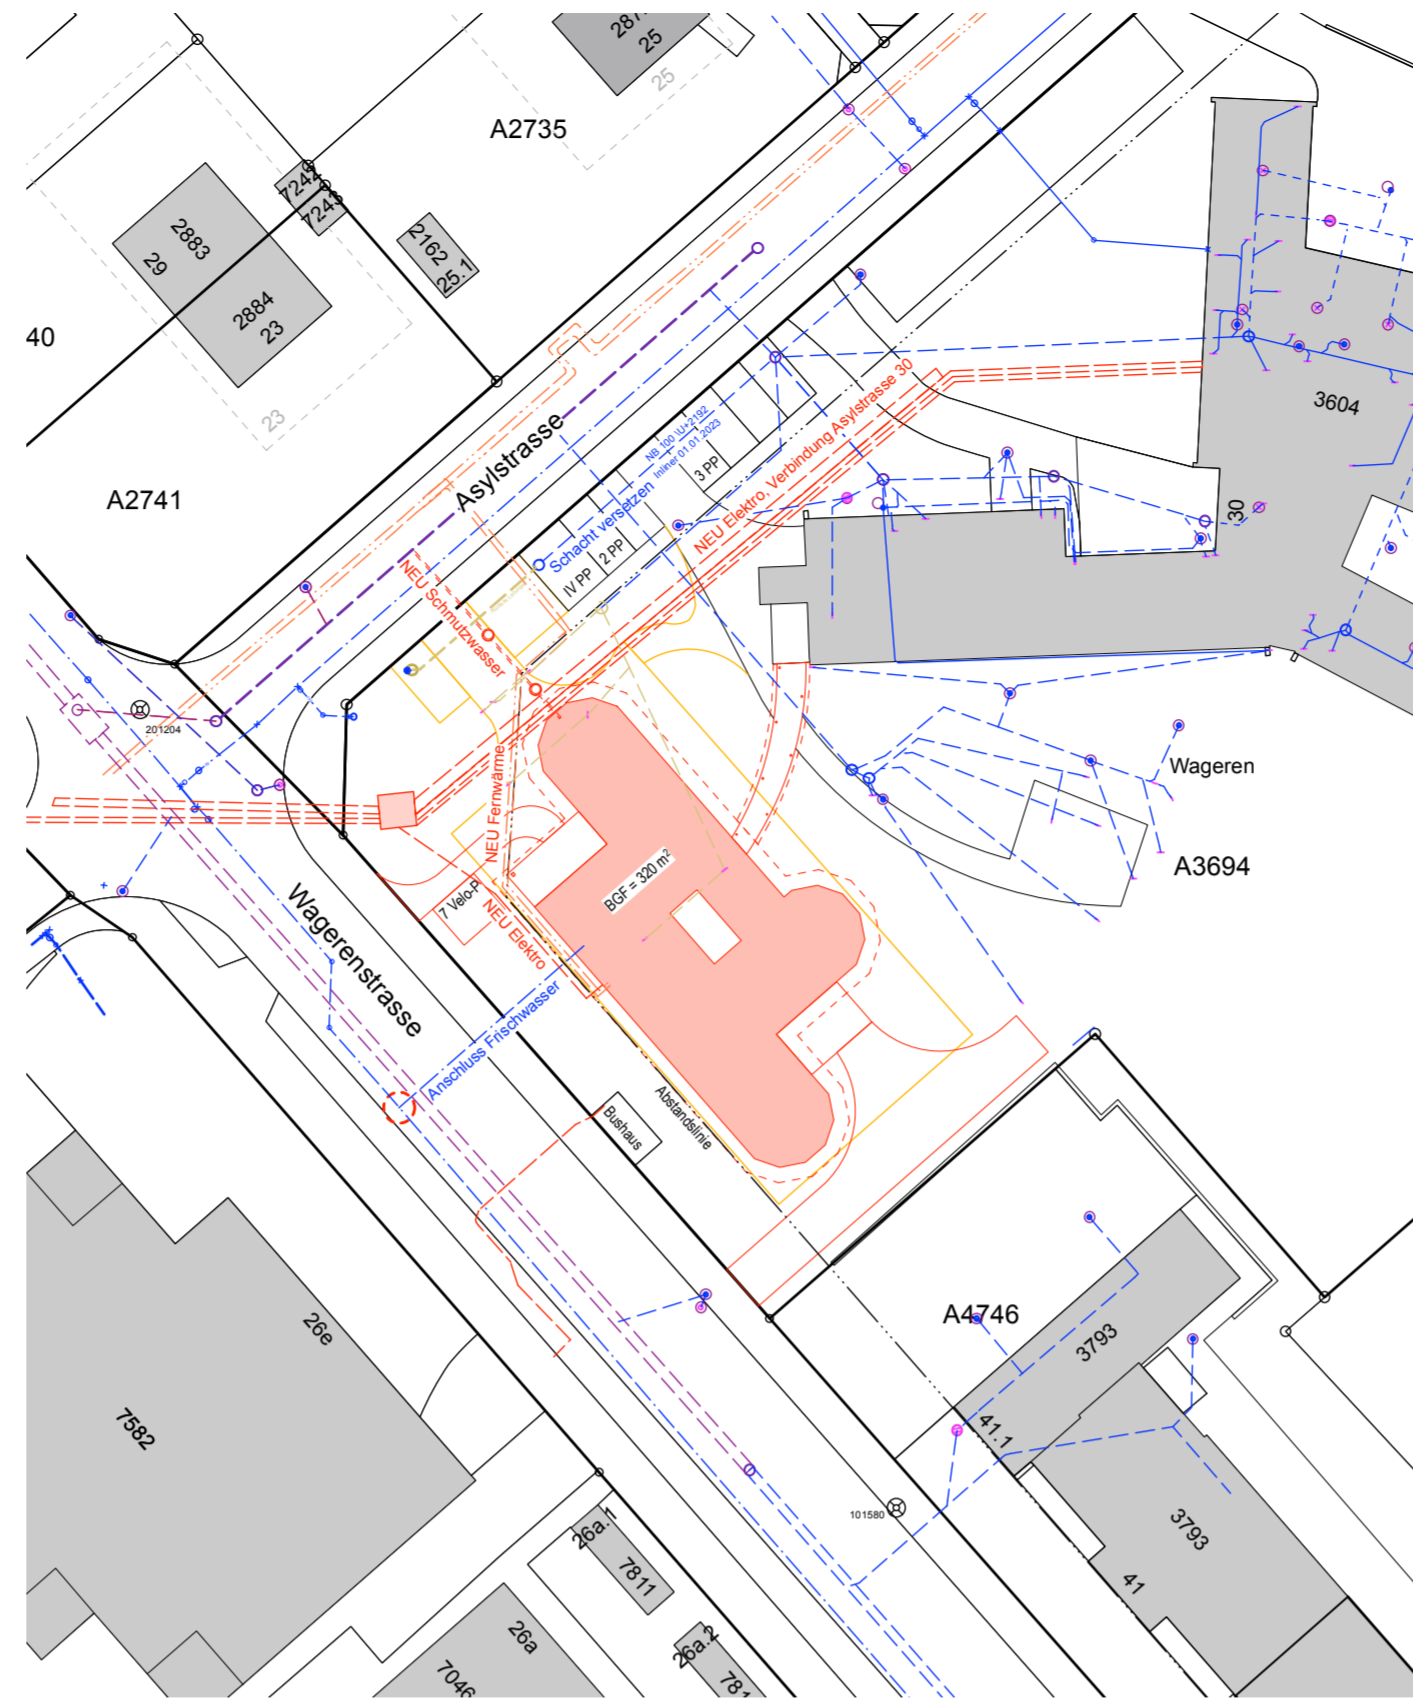 25
A2735
7242
7243
2883
29
2162
25.1
2884
23
40
23
A2741
Asylstrasse
NB 100 \U+2192
Inliner 01.01.2023
3 PP
Schacht versetzen
2 PP
IV PP
NEU Elektro. Verbindung Asylstrasse 30
3604
30
NEU Schmutzwasser
201204
NEU Fernwärme
Wageren
A3694
BGF = 320 m²
7 Velo-P
NEU Elektro
Wagerenstrasse
Anschluss Frischwasser
Abstandslinie
Bushaus
A4746
3793
41.1
26e
7582
101580
3793
41
26a.1
7811
26a
26a.2
7046
25